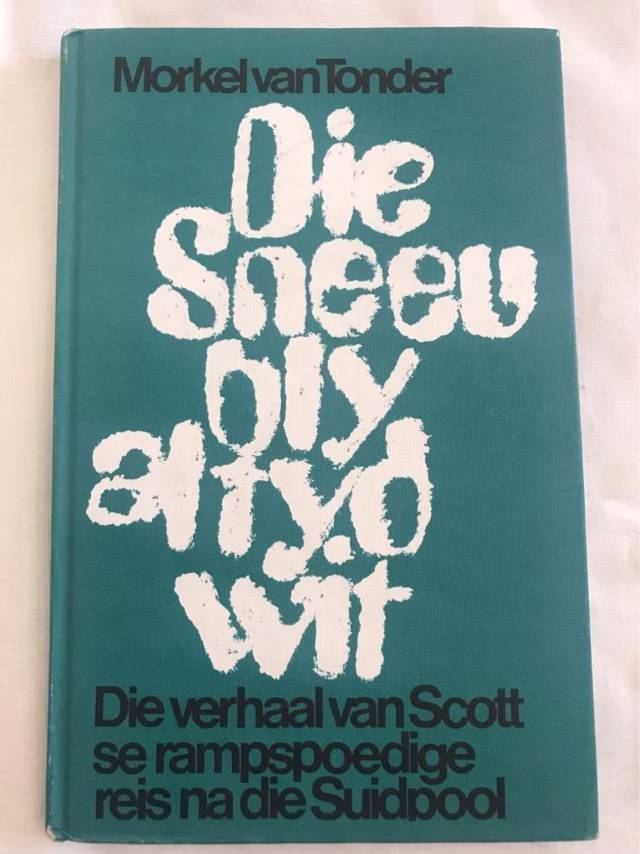 Morkel van Tonder
Die
Sneeu
bly
altyd
wit
Die verhaal van Scott
se rampspoedige
reis na die Suidpool